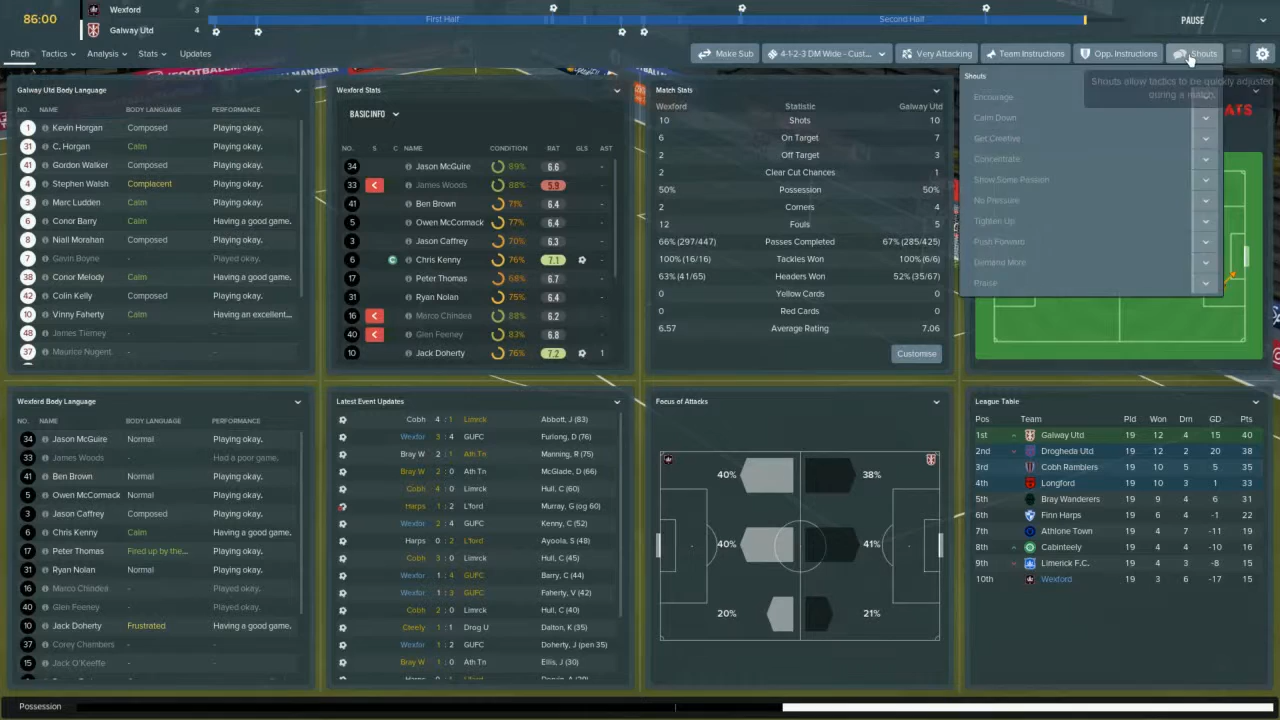 86:00
Wexford 3
Galway Utd 4
First Half
Second Half
PAUSE
Pitch
Tactics
Analysis
Stats
Updates
Make Sub
4-1-2-3 DM Wide - Cust...
Very Attacking
Team Instructions
Opp. Instructions
Shouts
Galway Utd Body Language
NO. NAME BODY LANGUAGE PERFORMANCE
1 Kevin Horgan Composed Playing okay.
31 C. Horgan Calm Playing okay.
41 Gordon Walker Composed Playing okay.
4 Stephen Walsh Complacent Playing okay.
3 Marc Ludden Calm Playing okay.
6 Conor Barry Calm Having a good game.
8 Niall Morahan Composed Playing okay.
7 Gavin Boyne - Played okay.
38 Conor Melody Calm Having a good game.
42 Colin Kelly Composed Playing okay.
10 Vinny Faherty Calm Having an excellent...
48 James Tierney - -
37 Maurice Nugent - -
Wexford Stats
BASIC INFO
NO. S C NAME CONDITION RAT GLS AST
34 Jason McGuire 89% 6.6 -
33 James Woods 88% 5.9 -
41 Ben Brown 71% 6.4 -
5 Owen McCormack 77% 6.4 -
3 Jason Caffrey 70% 6.3 -
6 C Chris Kenny 76% 7.1 -
17 Peter Thomas 68% 6.7 -
31 Ryan Nolan 75% 6.4 -
16 Marco Chindea 88% 6.2 -
40 Glen Feeney 83% 6.8 -
10 Jack Doherty 76% 7.2 1
Match Stats
Wexford Statistic Galway Utd
10 Shots 10
6 On Target 7
2 Off Target 3
2 Clear Cut Chances 1
50% Possession 50%
2 Corners 4
12 Fouls 5
66% (297/447) Passes Completed 67% (285/425)
100% (16/16) Tackles Won 100% (6/6)
63% (41/65) Headers Won 52% (35/67)
0 Yellow Cards 0
0 Red Cards 0
6.57 Average Rating 7.06
Customise
Shouts
Shouts allow tactics to be quickly adjusted
during a match.
Encourage
Calm Down
Get Creative
Concentrate
Show Some Passion
No Pressure
Tighten Up
Push Forward
Demand More
Praise
Wexford Body Language
NO. NAME BODY LANGUAGE PERFORMANCE
34 Jason McGuire Normal Playing okay.
33 James Woods - Had a poor game.
41 Ben Brown Normal Playing okay.
5 Owen McCormack Normal Playing okay.
3 Jason Caffrey Composed Playing okay.
6 Chris Kenny Calm Having a good game.
17 Peter Thomas Fired up by the... Playing okay.
31 Ryan Nolan Normal Playing okay.
16 Marco Chindea - Played okay.
40 Glen Feeney - Played okay.
10 Jack Doherty Frustrated Having a good game.
37 Corey Chambers - -
15 Jack O'Keeffe - -
Latest Event Updates
Cobh 4 : 1 Limrck Abbott, J (83)
Wexfor 3 : 4 GUFC Furlong, D (76)
Bray W 2 : 1 Ath Tn Manning, R (75)
Bray W 2 : 0 Ath Tn McGlade, D (66)
Cobh 4 : 0 Limrck Hull, C (60)
Harps 1 : 2 L'ford Murray, G (og 60)
Wexfor 2 : 4 GUFC Kenny, C (52)
Harps 0 : 2 L'ford Ayoola, S (48)
Cobh 3 : 0 Limrck Hull, C (45)
Wexfor 1 : 4 GUFC Barry, C (44)
Wexfor 1 : 3 GUFC Faherty, V (42)
Cobh 2 : 0 Limrck Hull, C (40)
Cteely 1 : 1 Drog U Dalton, K (35)
Wexfor 1 : 2 GUFC Doherty, J (pen 35)
Bray W 1 : 0 Ath Tn Ellis, J (30)
Focus of Attacks
40% 38%
40% 41%
20% 21%
League Table
Pos Team Pld Won Drn GD Pts
1st Galway Utd 19 12 4 15 40
2nd Drogheda Utd 19 12 2 20 38
3rd Cobh Ramblers 19 10 5 5 35
4th Longford 19 10 3 1 33
5th Bray Wanderers 19 9 4 6 31
6th Finn Harps 19 6 4 -1 22
7th Athlone Town 19 4 7 -11 19
8th Cabinteely 19 4 4 -10 16
9th Limerick F.C. 19 4 3 -8 15
10th Wexford 19 3 6 -17 15
Possession